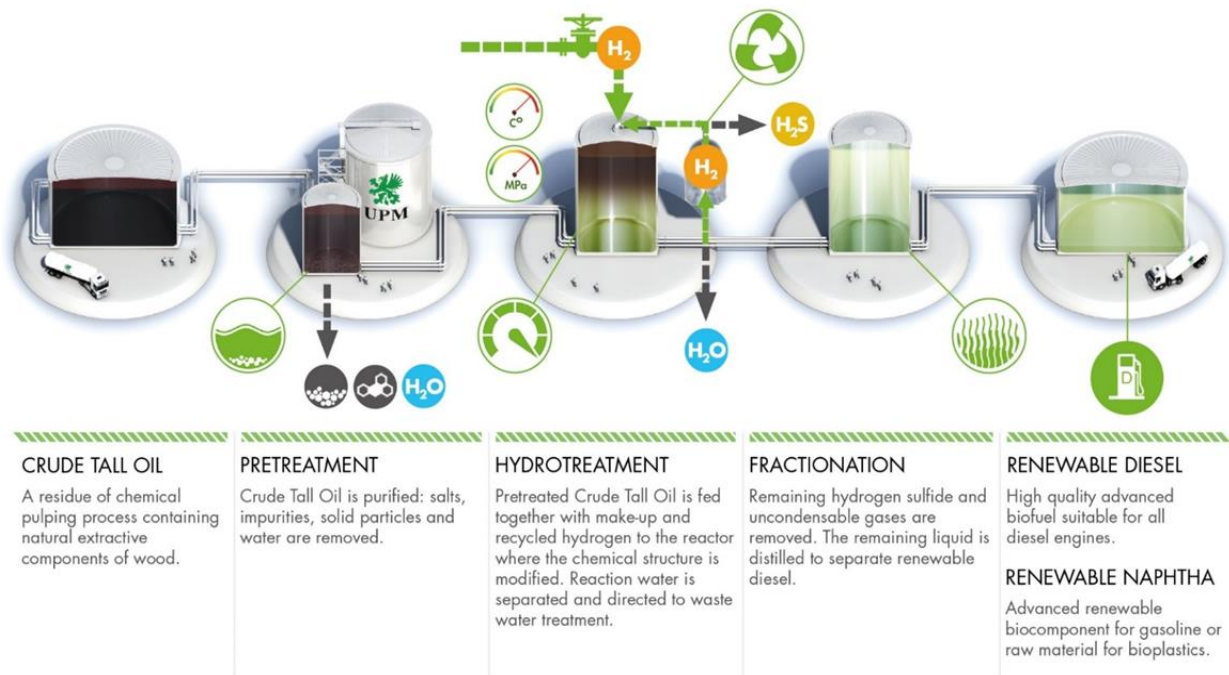 H₂
C°
MPa
H₂S
H₂
UPM
H₂O
H₂O
D
CRUDE TALL OIL
A residue of chemical
pulping process containing
natural extractive
components of wood.
PRETREATMENT
Crude Tall Oil is purified: salts,
impurities, solid particles and
water are removed.
HYDROTREATMENT
Pretreated Crude Tall Oil is fed
together with make-up and
recycled hydrogen to the reactor
where the chemical structure is
modified. Reaction water is
separated and directed to waste
water treatment.
FRACTIONATION
Remaining hydrogen sulfide and
uncondensable gases are
removed. The remaining liquid is
distilled to separate renewable
diesel.
RENEWABLE DIESEL
High quality advanced
biofuel suitable for all
diesel engines.
RENEWABLE NAPHTHA
Advanced renewable
biocomponent for gasoline or
raw material for bioplastics.